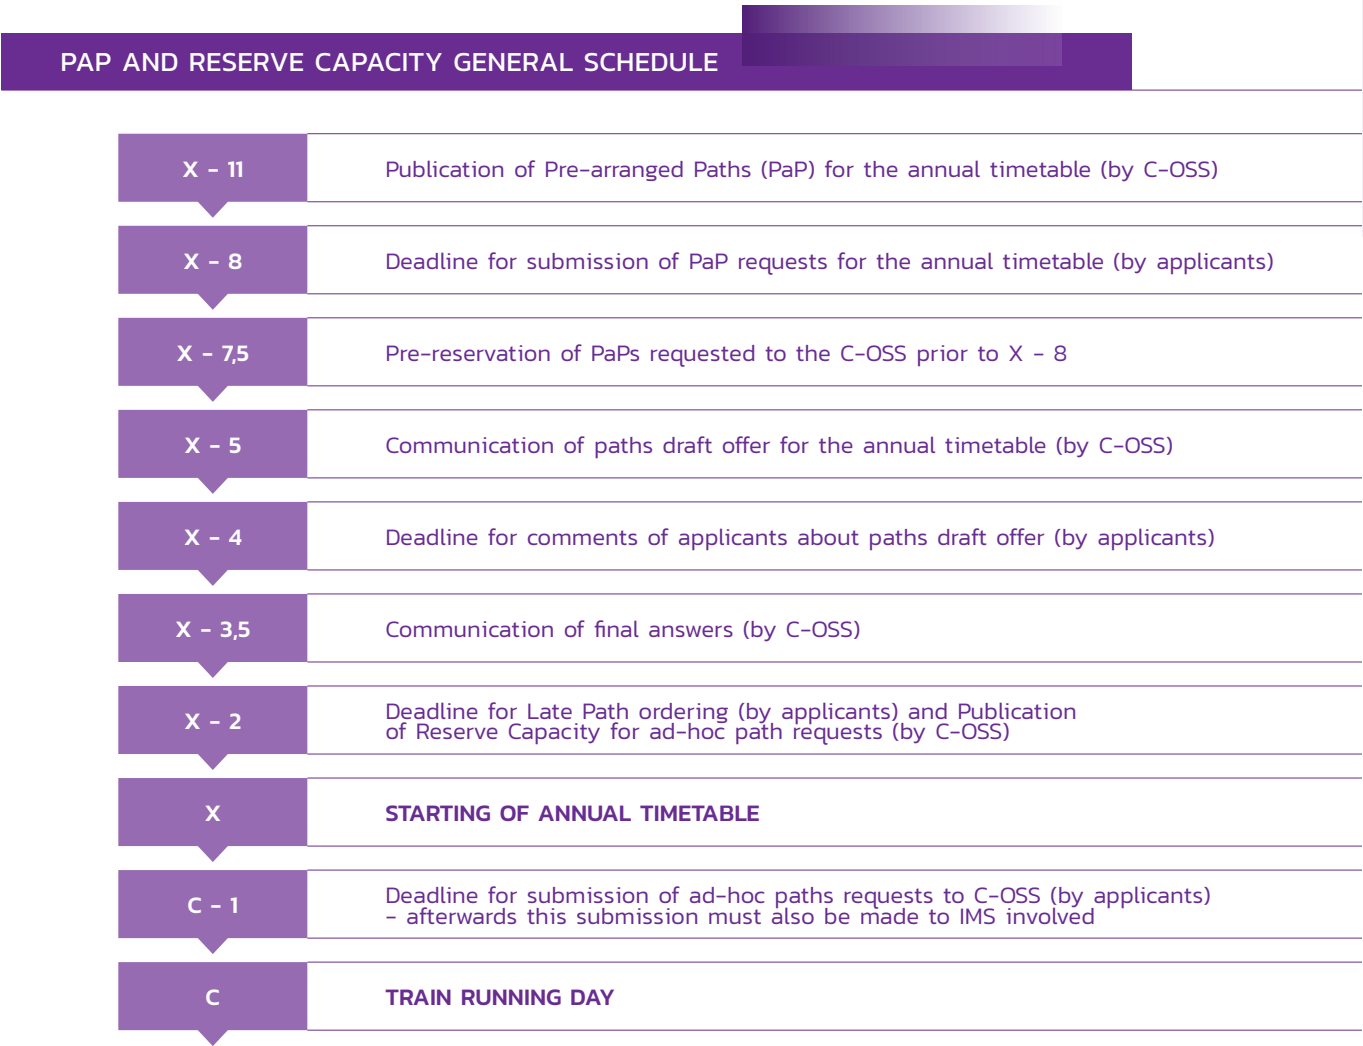 PAP AND RESERVE CAPACITY GENERAL SCHEDULE
X - 11
Publication of Pre-arranged Paths (PaP) for the annual timetable (by C-OSS)
X - 8
Deadline for submission of PaP requests for the annual timetable (by applicants)
X - 7,5
Pre-reservation of PaPs requested to the C-OSS prior to X - 8
X - 5
Communication of paths draft offer for the annual timetable (by C-OSS)
X - 4
Deadline for comments of applicants about paths draft offer (by applicants)
X - 3,5
Communication of final answers (by C-OSS)
X - 2
Deadline for Late Path ordering (by applicants) and Publication
of Reserve Capacity for ad-hoc path requests (by C-OSS)
X
STARTING OF ANNUAL TIMETABLE
C - 1
Deadline for submission of ad-hoc paths requests to C-OSS (by applicants)
- afterwards this submission must also be made to IMS involved
C
TRAIN RUNNING DAY